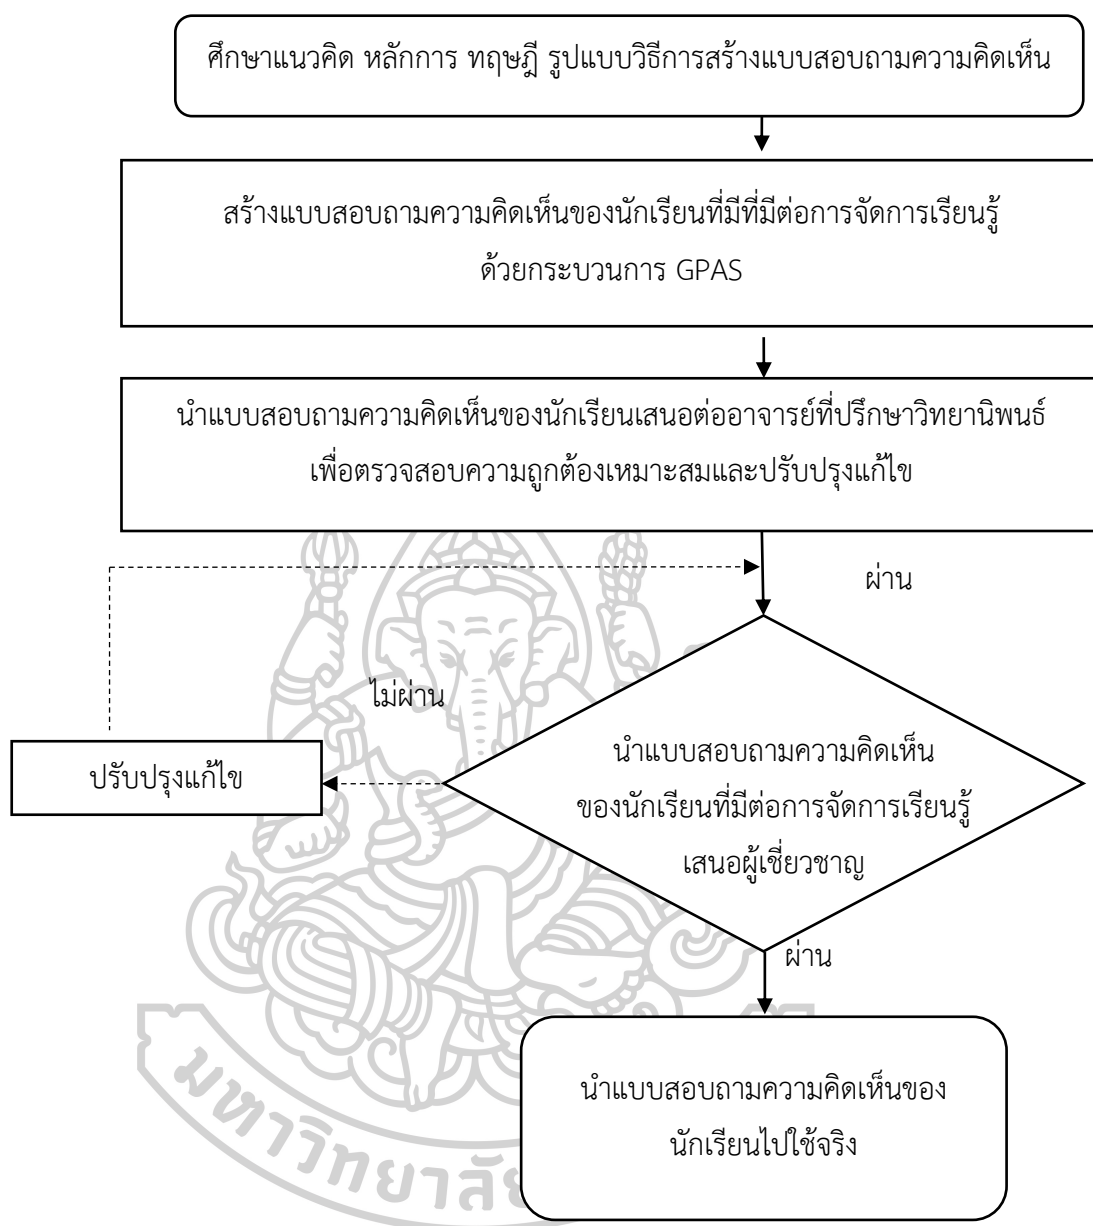 ศึกษาแนวคิด หลักการ ทฤษฎี รูปแบบวิธีการสร้างแบบสอบถามความคิดเห็น
สร้างแบบสอบถามความคิดเห็นของนักเรียนที่มีที่มีต่อการจัดการเรียนรู้
ด้วยกระบวนการ GPAS
นำแบบสอบถามความคิดเห็นของนักเรียนเสนอต่ออาจารย์ที่ปรึกษาวิทยานิพนธ์
เพื่อตรวจสอบความถูกต้องเหมาะสมและปรับปรุงแก้ไข
ผ่าน
ไม่ผ่าน
นำแบบสอบถามความคิดเห็น
ของนักเรียนที่มีต่อการจัดการเรียนรู้
เสนอผู้เชี่ยวชาญ
ปรับปรุงแก้ไข
ผ่าน
นำแบบสอบถามความคิดเห็นของ
นักเรียนไปใช้จริง
มหาวิทยาลัย